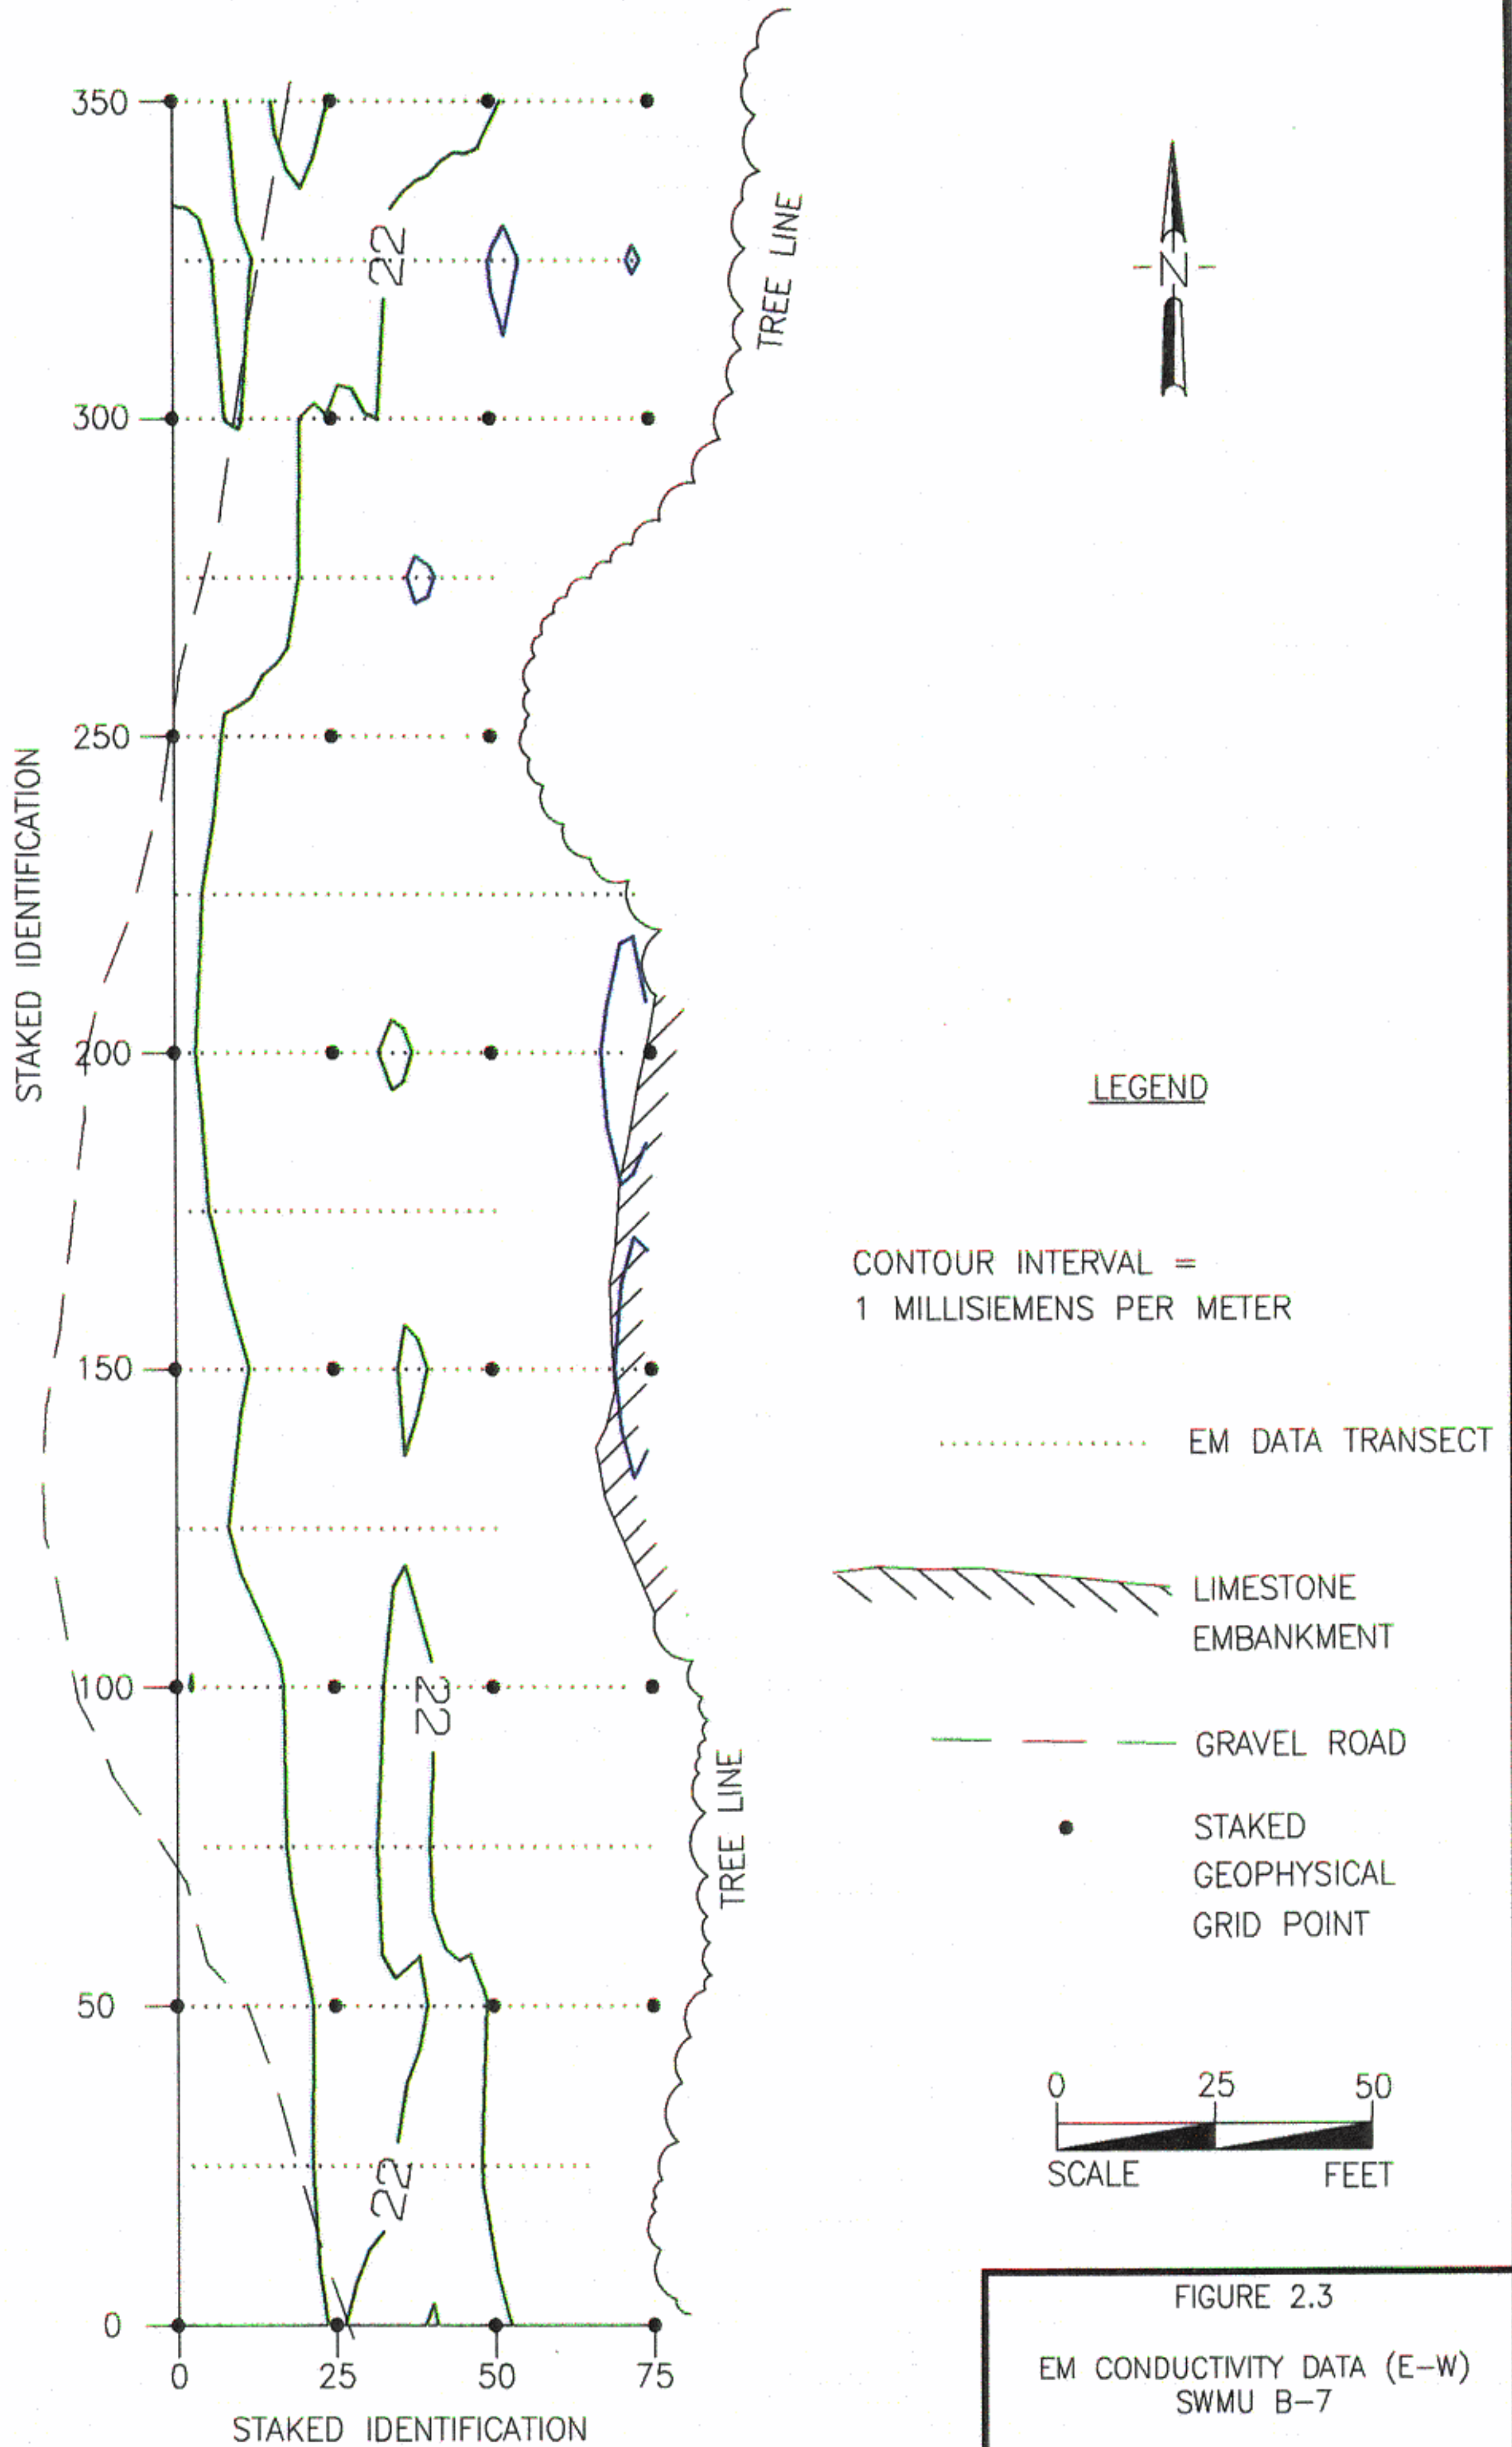 350
22
TREE LINE
N
300
250
STAKED IDENTIFICATION
200
LEGEND
CONTOUR INTERVAL =
1 MILLISIEMENS PER METER
150
EM DATA TRANSECT
LIMESTONE
EMBANKMENT
100
22
GRAVEL ROAD
TREE LINE
STAKED
GEOPHYSICAL
GRID POINT
50
0 25 50
SCALE FEET
22
0
0 25 50 75
STAKED IDENTIFICATION
FIGURE 2.3
EM CONDUCTIVITY DATA (E-W)
SWMU B-7